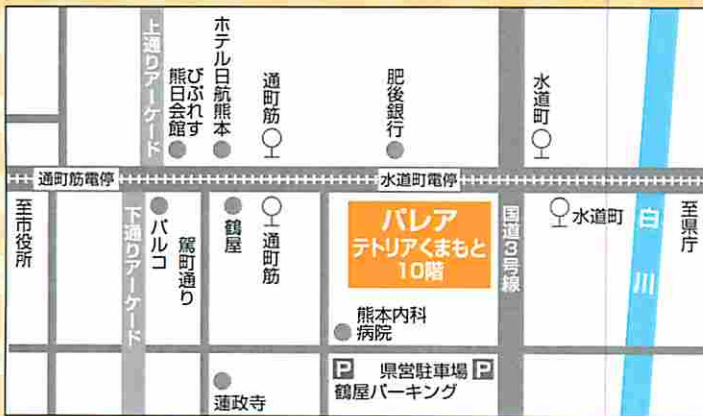 上通りアーケード
びぷれす
熊日会館
ホテル日航熊本
通町筋
肥後銀行
水道町
通町筋電停
水道町電停
至市役所
下通りアーケード
パルコ
駕町通り
鶴屋
通町筋
パレア
テトリアくまもと
10階
国道3号線
水道町
白川
至県庁
熊本内科
病院
蓮政寺
P 県営駐車場 P
鶴屋パーキング